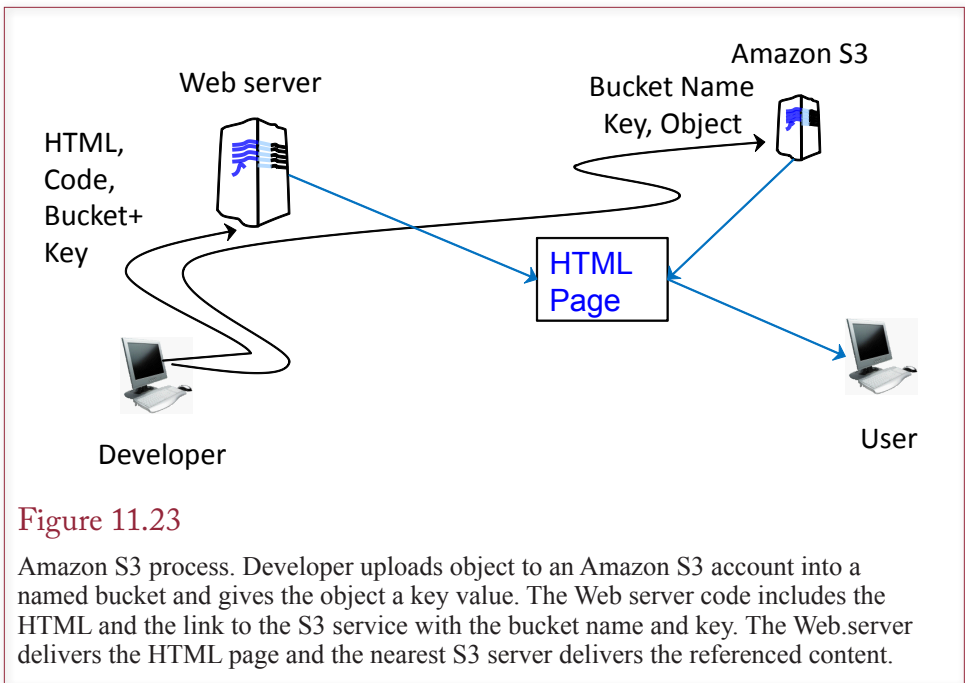 Amazon S3
Web server
Bucket Name
Key, Object
HTML,
Code,
Bucket+
Key
HTML
Page
Developer
User
Figure 11.23
Amazon S3 process. Developer uploads object to an Amazon S3 account into a
named bucket and gives the object a key value. The Web server code includes the
HTML and the link to the S3 service with the bucket name and key. The Web.server
delivers the HTML page and the nearest S3 server delivers the referenced content.